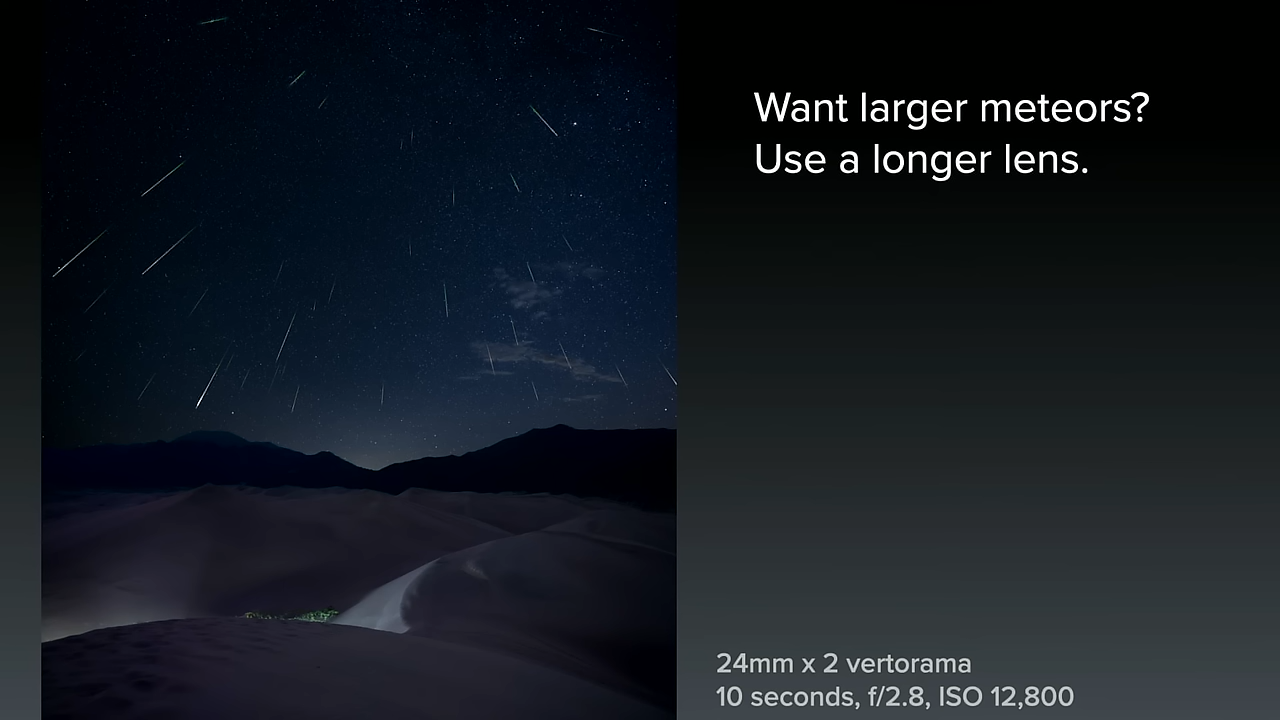 Want larger meteors?
Use a longer lens.
24mm x 2 vertorama
10 seconds, f/2.8, ISO 12,800